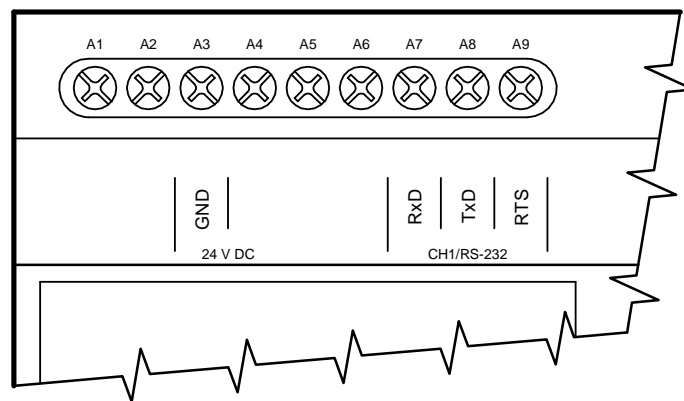 A1 A2 A3 A4 A5 A6 A7 A8 A9
GND RxD TxD RTS
24 V DC CH1/RS-232